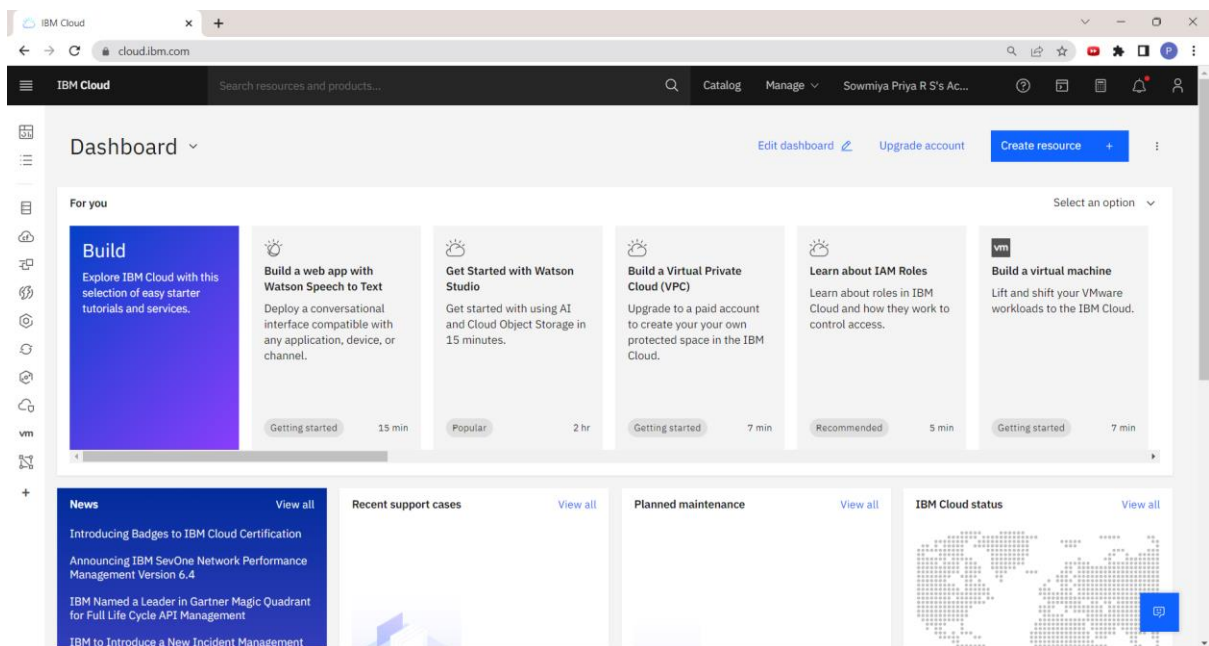 IBM Cloud
cloud.ibm.com
P
IBM Cloud
Search resources and products...
Catalog
Manage
Sowmiya Priya R S's Ac...
Dashboard
Edit dashboard
Upgrade account
Create resource +
For you
Select an option
Build
Explore IBM Cloud with this
selection of easy starter
tutorials and services.
Build a web app with
Watson Speech to Text
Deploy a conversational
interface compatible with
any application, device, or
channel.
Getting started
15 min
Get Started with Watson
Studio
Get started with using AI
and Cloud Object Storage in
15 minutes.
Popular
2 hr
Build a Virtual Private
Cloud (VPC)
Upgrade to a paid account
to create your your own
protected space in the IBM
Cloud.
Getting started
7 min
Learn about IAM Roles
Learn about roles in IBM
Cloud and how they work to
control access.
Recommended
5 min
vm
Build a virtual machine
Lift and shift your VMware
workloads to the IBM Cloud.
Getting started
7 min
vm
News
View all
Introducing Badges to IBM Cloud Certification
Announcing IBM SevOne Network Performance
Management Version 6.4
IBM Named a Leader in Gartner Magic Quadrant
for Full Life Cycle API Management
IBM to Introduce a New Incident Management
Recent support cases
View all
Planned maintenance
View all
IBM Cloud status
View all